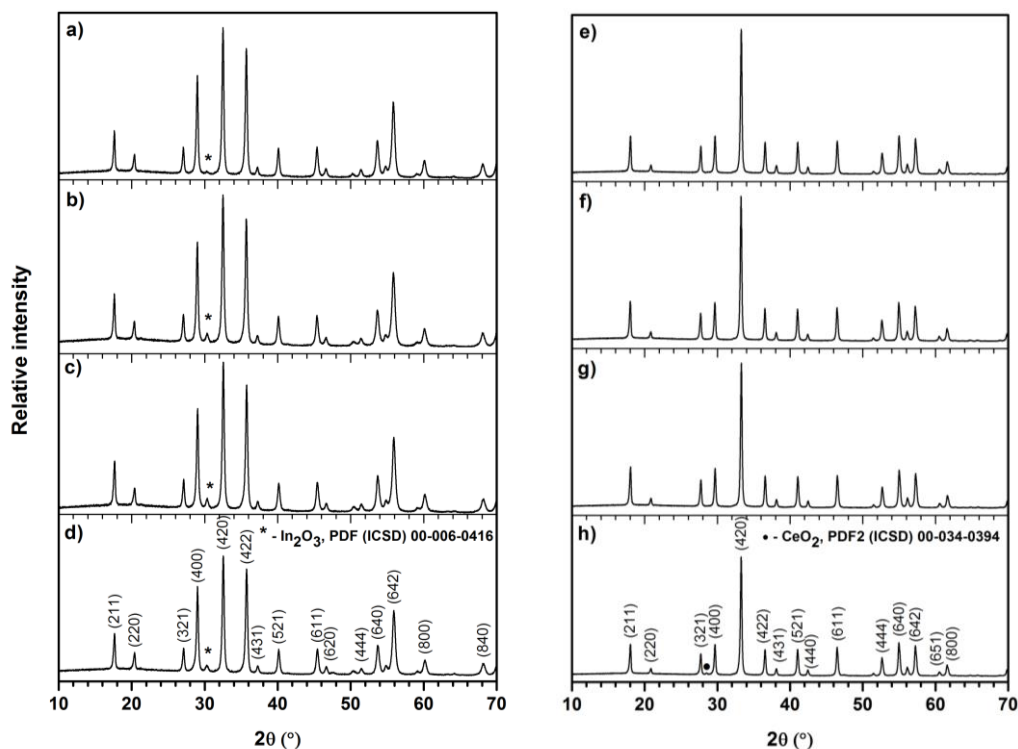 Relative intensity
a)
*
b)
*
c)
*
d)
* - In₂O₃, PDF (ICSD) 00-006-0416
(211)
(220)
(321)
(400)
*
(420)
(422)
(431)
(521)
(611)
(620)
(444)
(640)
(642)
(800)
(840)
10 20 30 40 50 60 70
2θ (°)
e)
f)
g)
h)
• - CeO₂, PDF2 (ICSD) 00-034-0394
(211)
(220)
(321)
(400)
(420)
(422)
(431)
(521)
(440)
(611)
(444)
(640)
(642)
(651)
(800)
10 20 30 40 50 60 70
2θ (°)